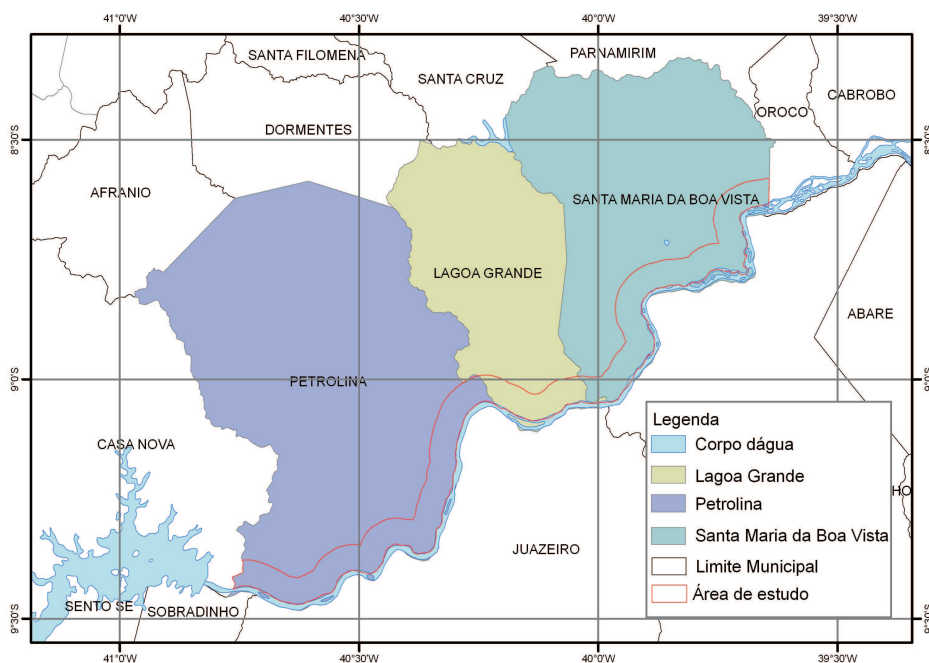 41°0'W
40°30'W
40°0'W
39°30'W
SANTA FILOMENA
PARNAMIRIM
SANTA CRUZ
CABROBO
OROCO
DORMENTES
8°30'S
8°30'S
AFRANIO
SANTA MARIA DA BOA VISTA
LAGOA GRANDE
ABARE
9°0'S
9°0'S
PETROLINA
CASA NOVA
HO
JUAZEIRO
SENTO SE
SOBRADINHO
9°30'S
9°30'S
41°0'W
40°30'W
40°0'W
39°30'W
Legenda
Corpo dágua
Lagoa Grande
Petrolina
Santa Maria da Boa Vista
Limite Municipal
Área de estudo